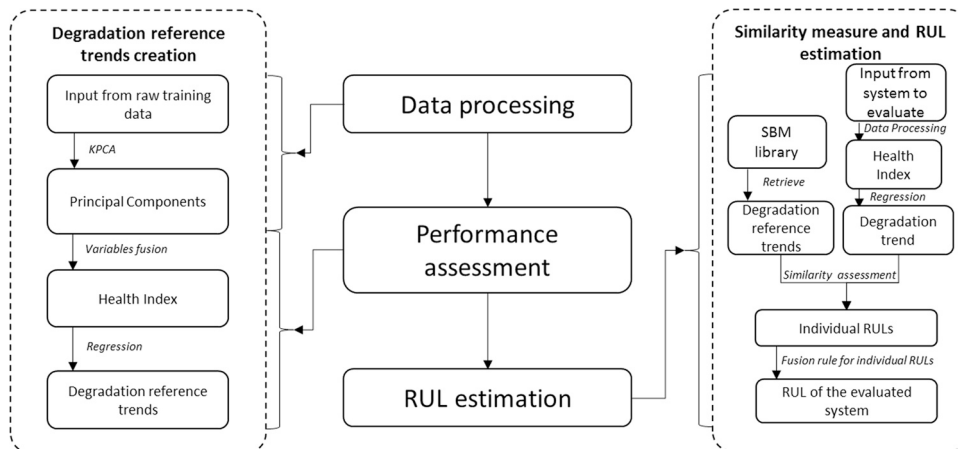 Degradation reference
trends creation
Input from raw training
data
KPCA
Principal Components
Variables fusion
Health Index
Regression
Degradation reference
trends
Data processing
Performance
assessment
RUL estimation
Similarity measure and RUL
estimation
Input from
system to
evaluate
Data Processing
SBM
library
Health
Index
Retrieve
Regression
Degradation
reference
trends
Degradation
trend
Similarity assessment
Individual RULs
Fusion rule for individual RULs
RUL of the evaluated
system